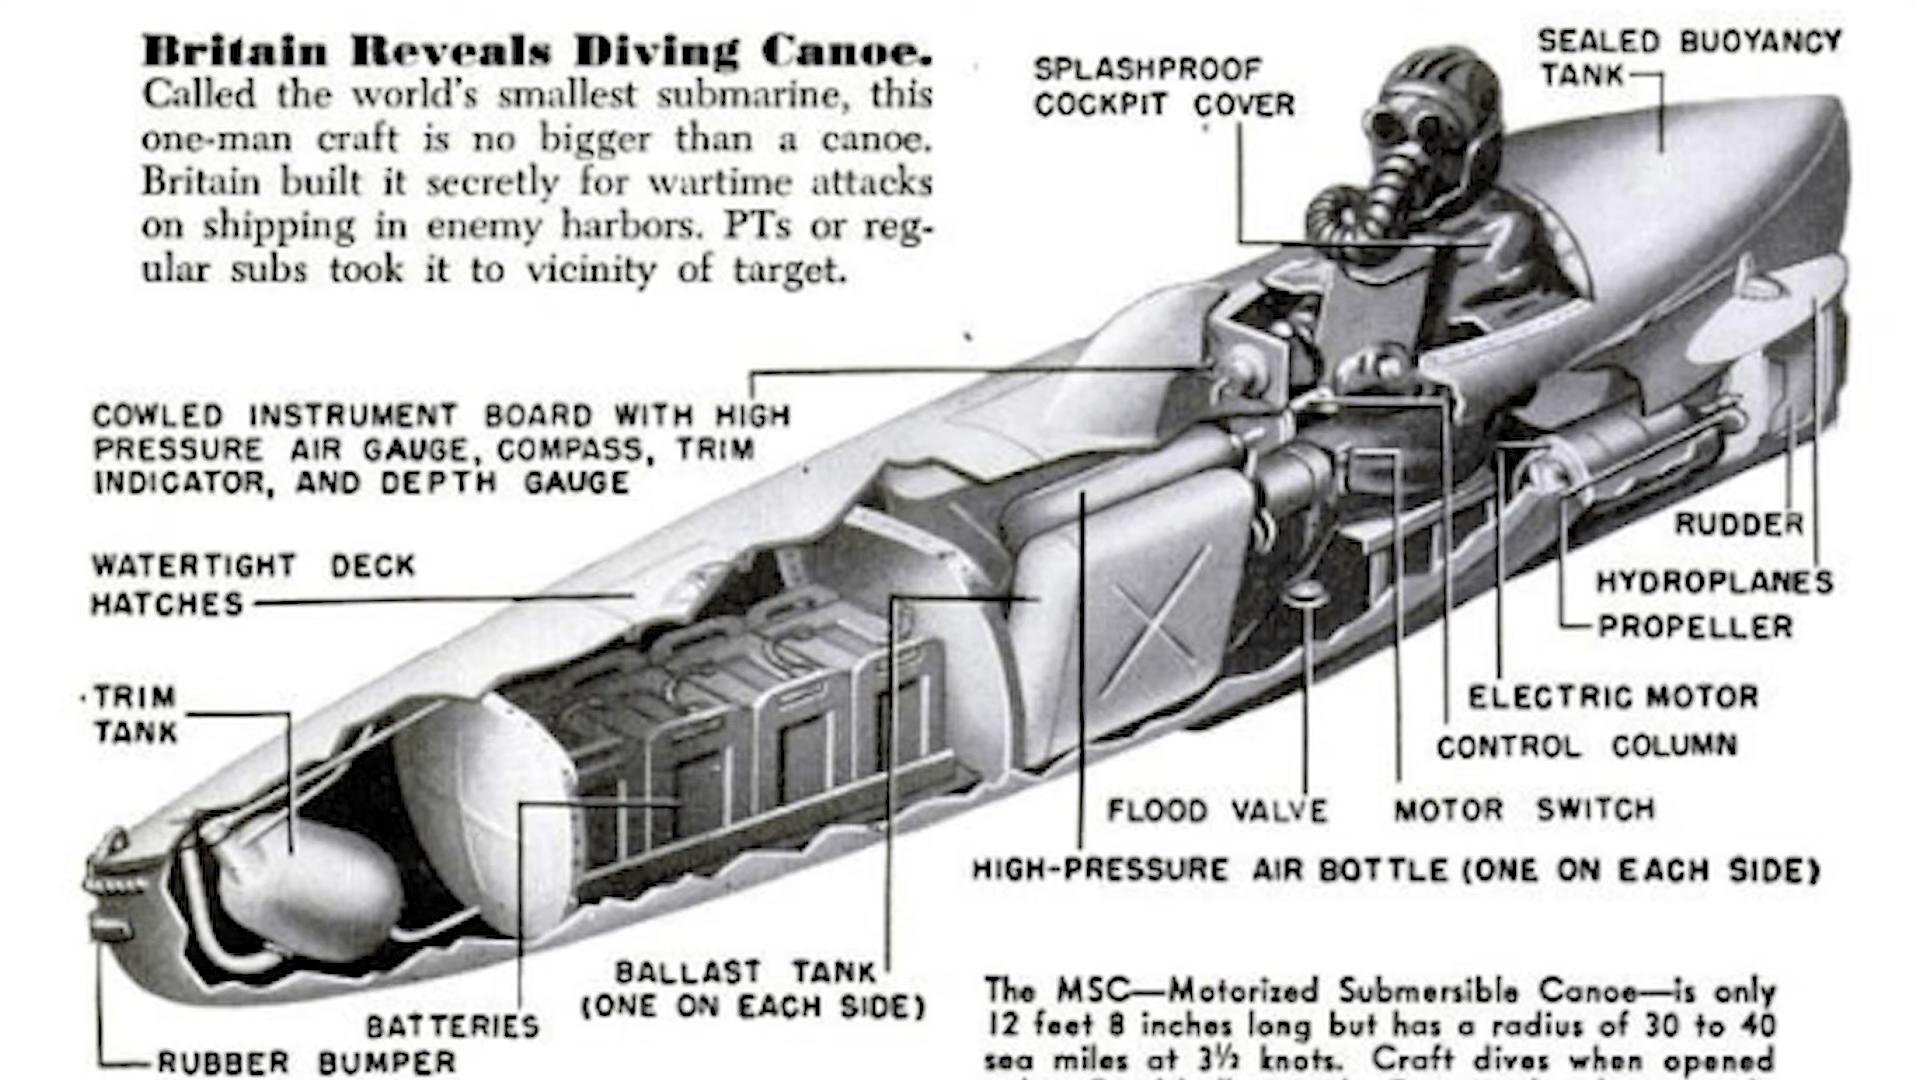 Britain Reveals Diving Canoe.
Called the world's smallest submarine, this
one-man craft is no bigger than a canoe.
Britain built it secretly for wartime attacks
on shipping in enemy harbors. PTs or reg-
ular subs took it to vicinity of target.
SPLASHPROOF
COCKPIT COVER
SEALED BUOYANCY
TANK
COWLED INSTRUMENT BOARD WITH HIGH
PRESSURE AIR GAUGE, COMPASS, TRIM
INDICATOR, AND DEPTH GAUGE
WATERTIGHT DECK
HATCHES
TRIM
TANK
RUDDER
HYDROPLANES
PROPELLER
ELECTRIC MOTOR
CONTROL COLUMN
FLOOD VALVE
MOTOR SWITCH
HIGH-PRESSURE AIR BOTTLE (ONE ON EACH SIDE)
BALLAST TANK
(ONE ON EACH SIDE)
BATTERIES
RUBBER BUMPER
The MSC—Motorized Submersible Canoe—is only
12 feet 8 inches long but has a radius of 30 to 40
sea miles at 3½ knots. Craft dives when opened